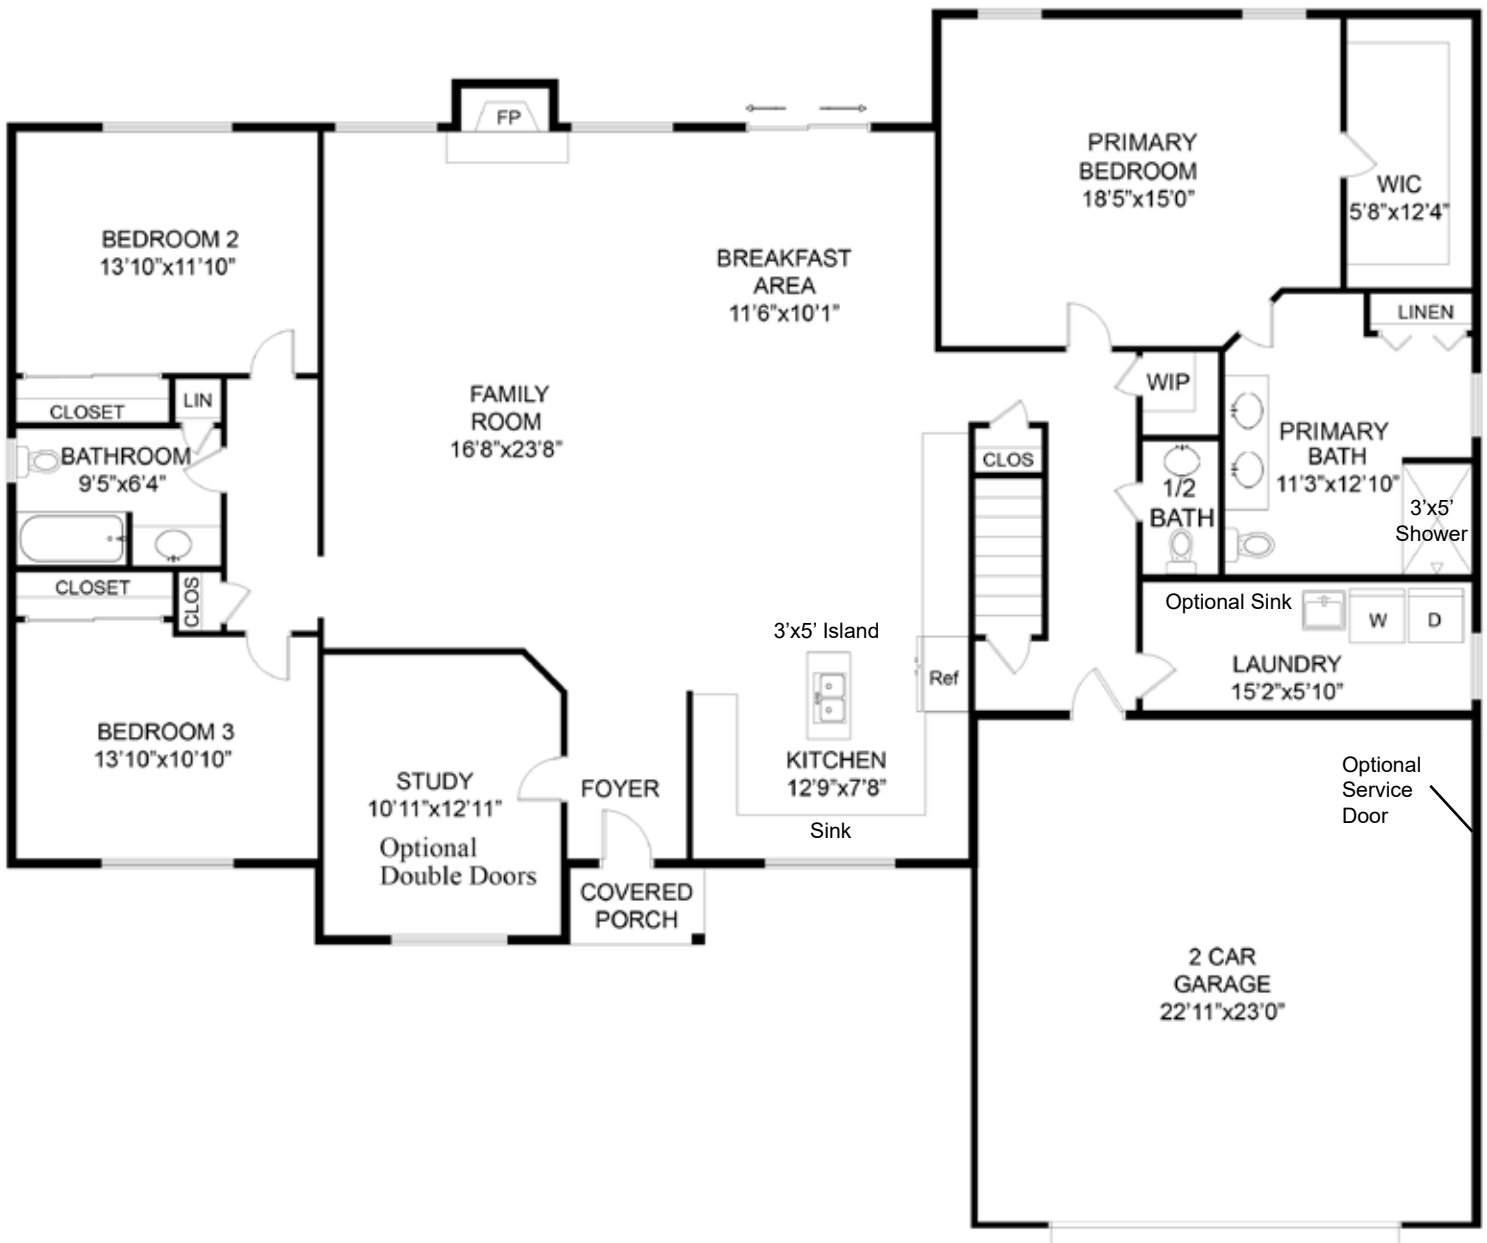 FP
PRIMARY
BEDROOM
18'5"x15'0"
WIC
5'8"x12'4"
BEDROOM 2
13'10"x11'10"
BREAKFAST
AREA
11'6"x10'1"
LINEN
CLOSET
LIN
FAMILY
ROOM
16'8"x23'8"
WIP
BATHROOM
9'5"x6'4"
CLOS
PRIMARY
BATH
11'3"x12'10"
1/2
BATH
3'x5'
Shower
CLOSET
CLOS
Optional Sink
W
D
3'x5' Island
Ref
LAUNDRY
15'2"x5'10"
BEDROOM 3
13'10"x10'10"
STUDY
10'11"x12'11"
Optional
Double Doors
FOYER
KITCHEN
12'9"x7'8"
Sink
Optional
Service
Door
COVERED
PORCH
2 CAR
GARAGE
22'11"x23'0"